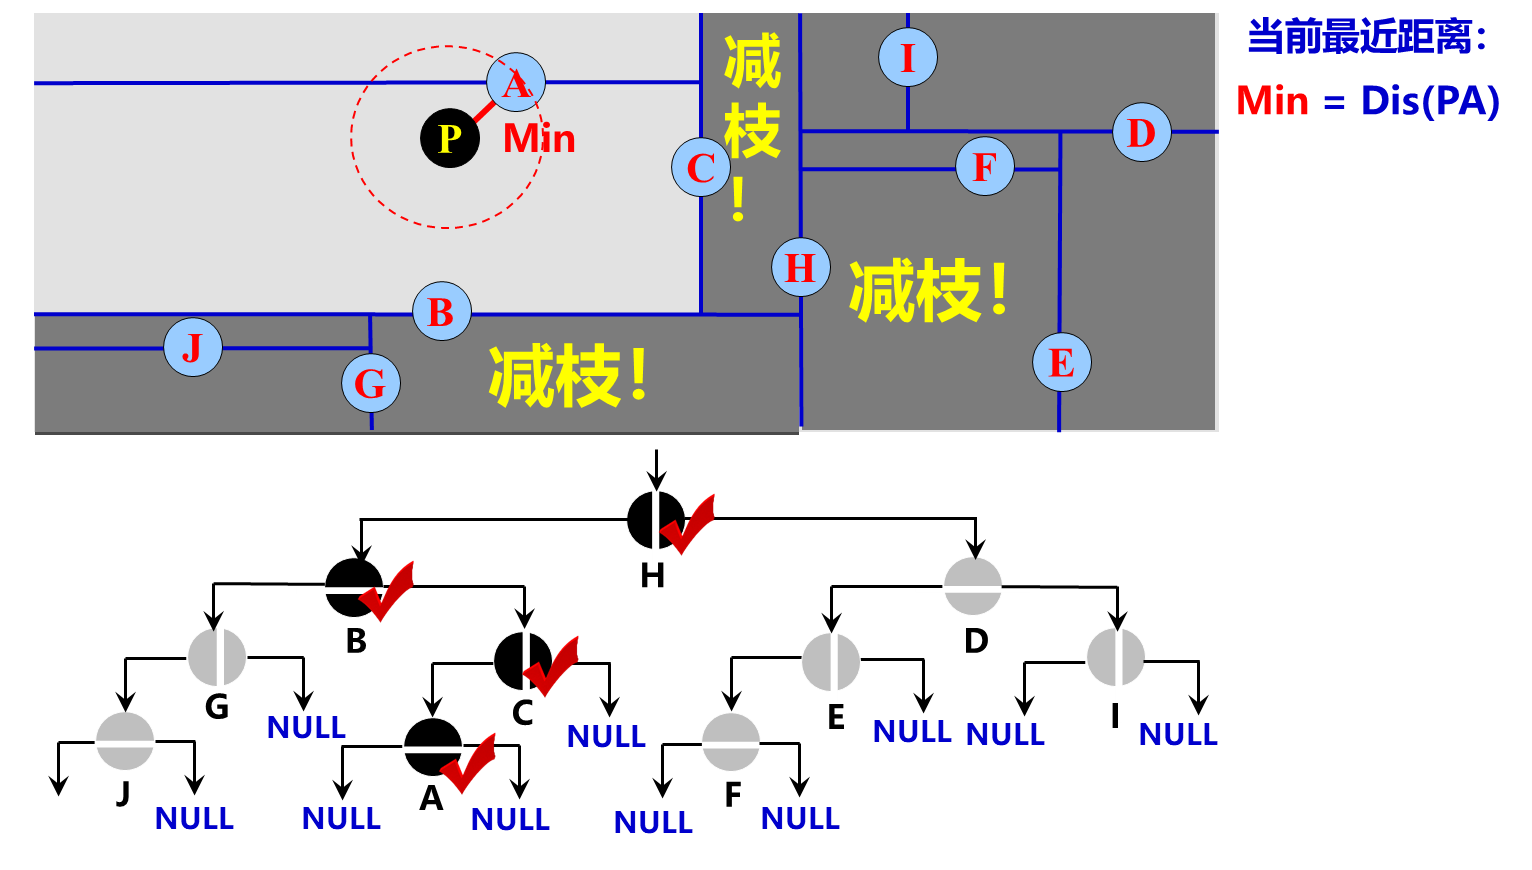 当前最近距离：
Min = Dis(PA)
I
减
枝
！
A
P
Min
D
C
F
H
减枝！
B
J
G
减枝！
E
H
B
D
G
C
E
I
NULL
NULL
NULL
NULL
NULL
J
A
F
NULL
NULL
NULL
NULL
NULL